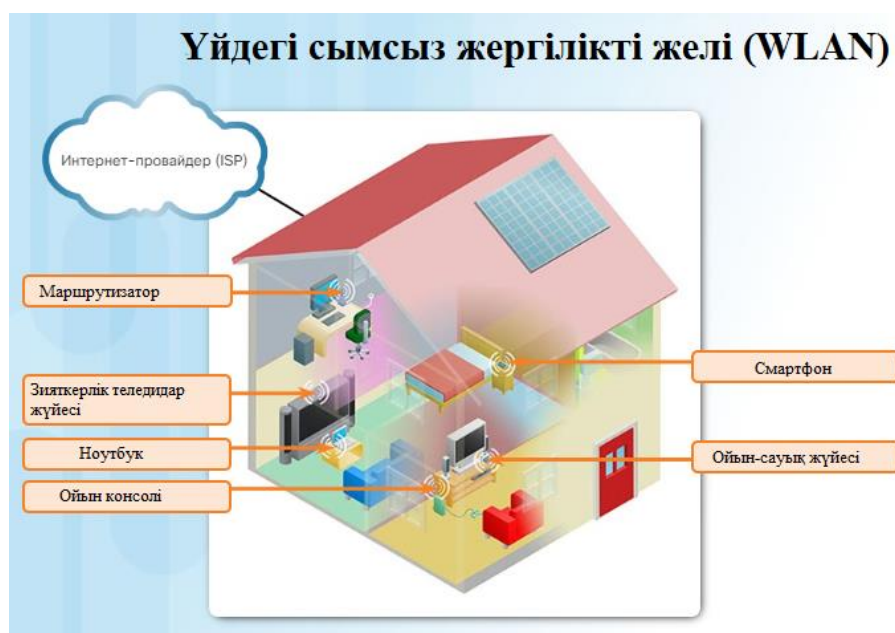 Үйдегі сымсыз жергілікті желі (WLAN)
Интернет-провайдер (ISP)
Маршрутизатор
Смартфон
Зияткерлік теледидар
жүйесі
Ноутбук
Ойын-сауық жүйесі
Ойын консолі